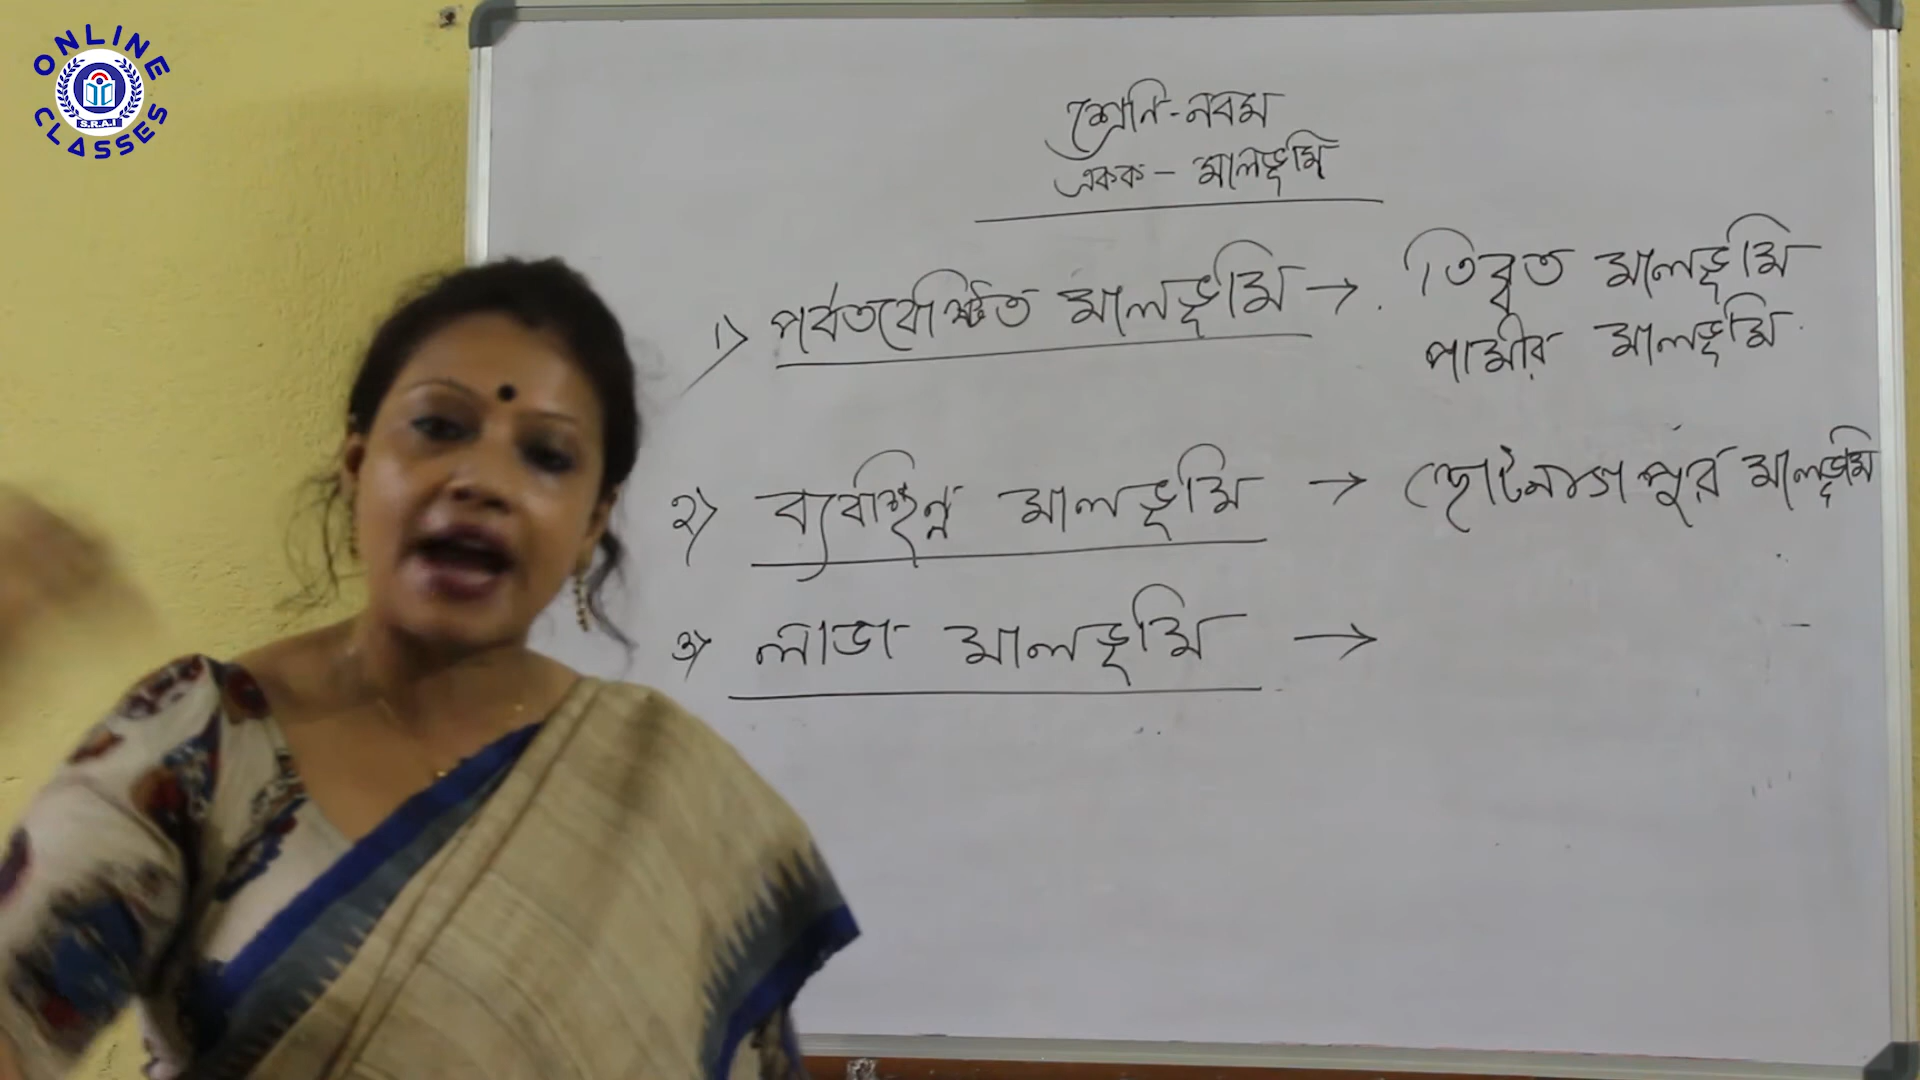 ONLINE CLASSES
S.R.A.I
শ্রেণি - নবম
একক - মালভূমি
১) পর্বতবেষ্টিত মালভূমি → তিব্বত মালভূমি
পামীর মালভূমি
২) ব্যবচ্ছিন্ন মালভূমি → ছোটনাগপুর মালভূমি
৩) লাভা মালভূমি →